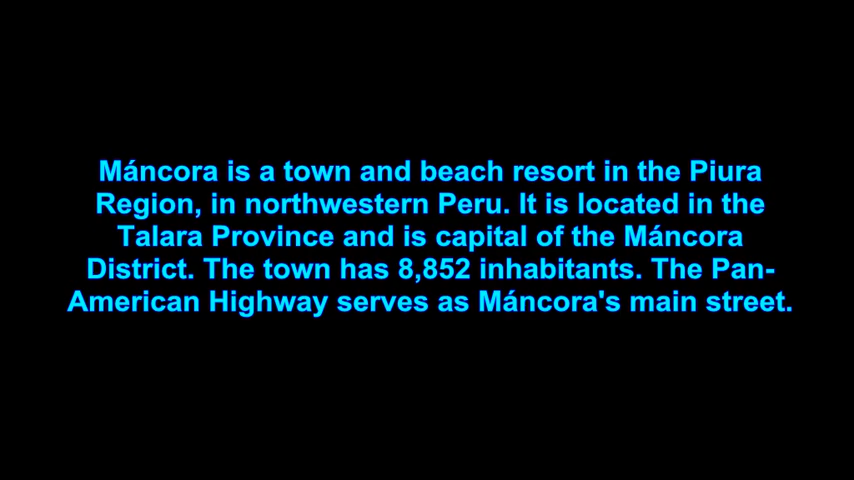 Máncora is a town and beach resort in the Piura
Region, in northwestern Peru. It is located in the
Talara Province and is capital of the Máncora
District. The town has 8,852 inhabitants. The Pan-
American Highway serves as Máncora's main street.